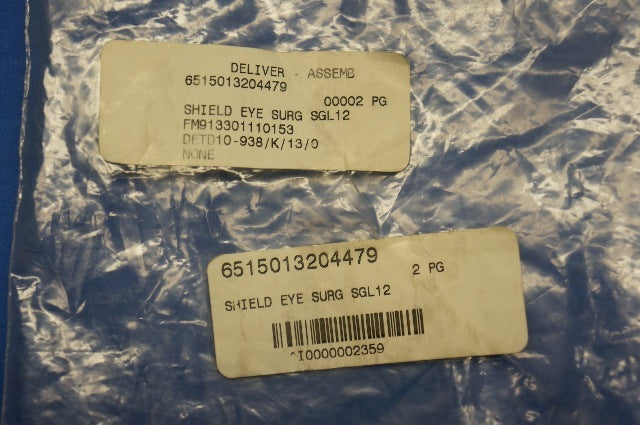 DELIVER - ASSEMB
6515013204479
00002 PG
SHIELD EYE SURG SGL12
FM913301110153
DETD10-938/K/13/0
NONE
6515013204479
2 PG
SHIELD EYE SURG SGL12
^I0000002359